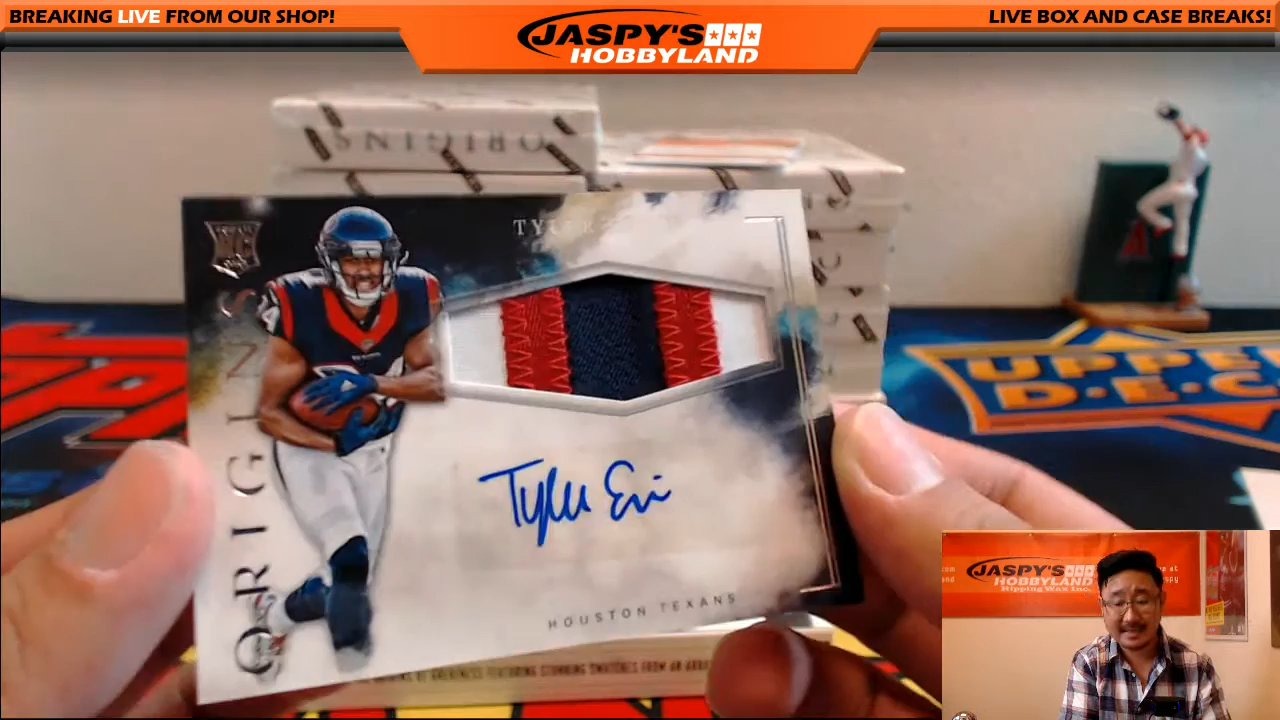 BREAKING LIVE FROM OUR SHOP!
JASPY'S
HOBBYLAND
LIVE BOX AND CASE BREAKS!
ORIGINS
RC
TYLER
ORIGINS
Tyler Ervin
HOUSTON TEXANS
UPPER
D·E·C
JASPY'S
HOBBYLAND
Ripping Wax Inc.